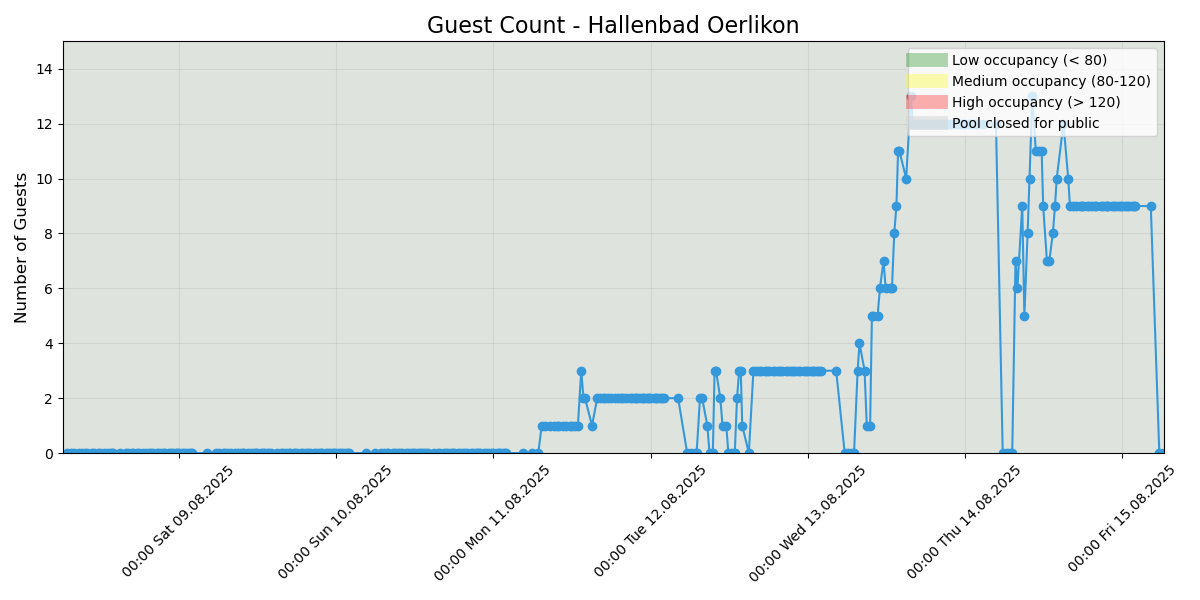 Guest Count - Hallenbad Oerlikon
Number of Guests
14
12
10
8
6
4
2
0
Low occupancy (< 80)
Medium occupancy (80-120)
High occupancy (> 120)
Pool closed for public
00:00 Sat 09.08.2025
00:00 Sun 10.08.2025
00:00 Mon 11.08.2025
00:00 Tue 12.08.2025
00:00 Wed 13.08.2025
00:00 Thu 14.08.2025
00:00 Fri 15.08.2025